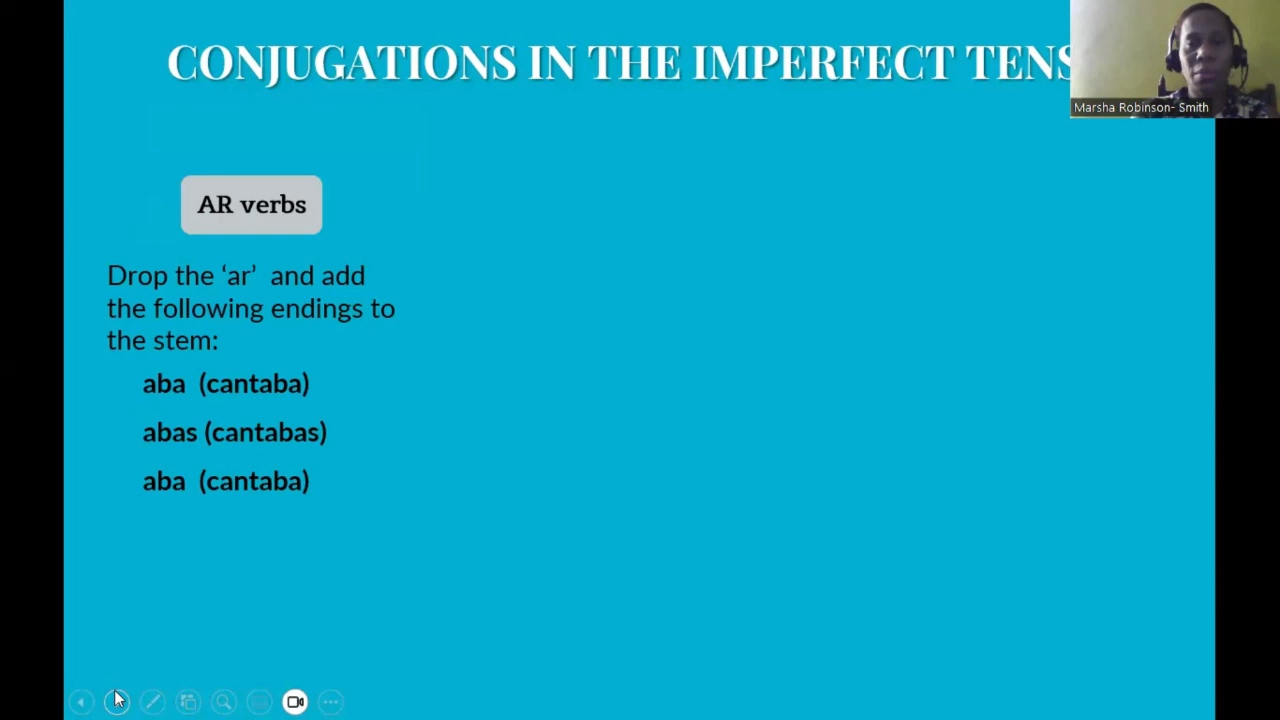 CONJUGATIONS IN THE IMPERFECT TENS
Marsha Robinson- Smith
AR verbs
Drop the ‘ar’  and add
the following endings to
the stem:
aba  (cantaba)
abas (cantabas)
aba  (cantaba)